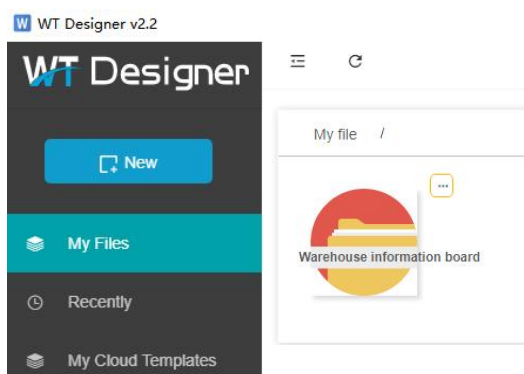 WT Designer v2.2
WT Designer
New
My file /
My Files
Warehouse information board
Recently
My Cloud Templates